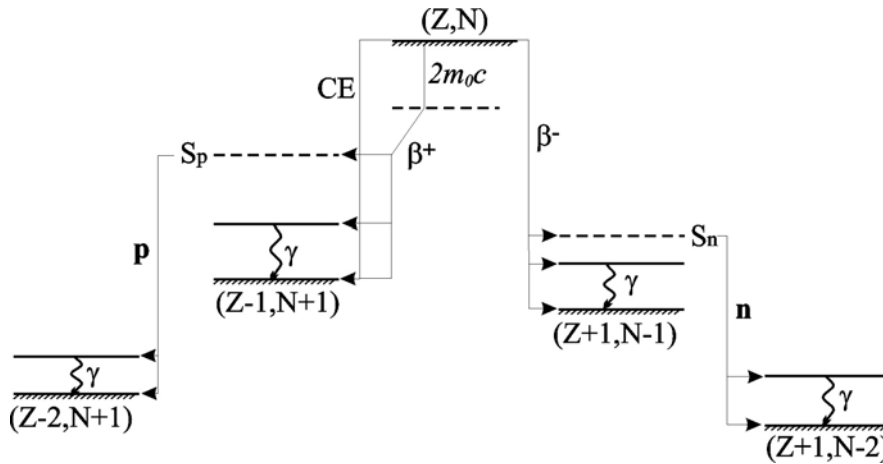 (Z,N)
2m₀c
CE
β⁺
β⁻
Sp
Sn
γ
γ
p
n
(Z-1,N+1)
(Z+1,N-1)
γ
γ
(Z-2,N+1)
(Z+1,N-2)